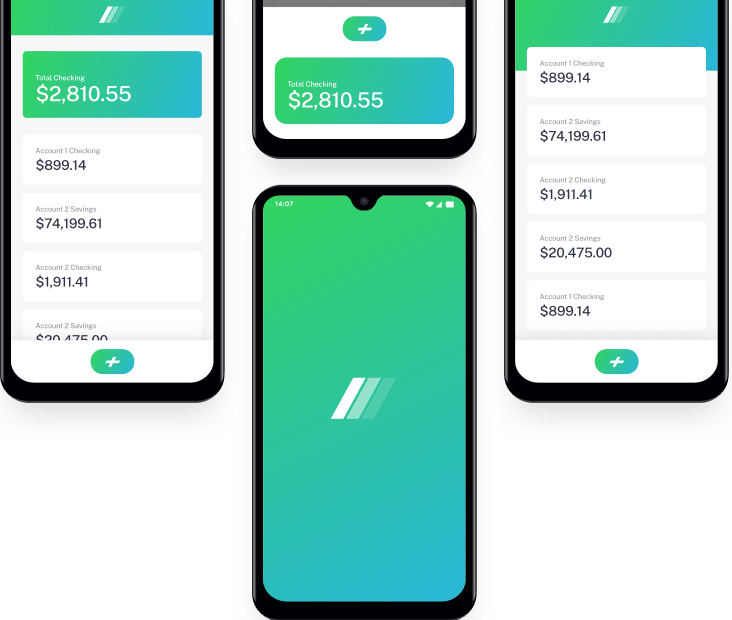 Total Checking
$2,810.55
Account 1 Checking
$899.14
Account 2 Savings
$74,199.61
Account 2 Checking
$1,911.41
Account 2 Savings
$20,475.00
Total Checking
$2,810.55
14:07
Account 1 Checking
$899.14
Account 2 Savings
$74,199.61
Account 2 Checking
$1,911.41
Account 2 Savings
$20,475.00
Account 1 Checking
$899.14